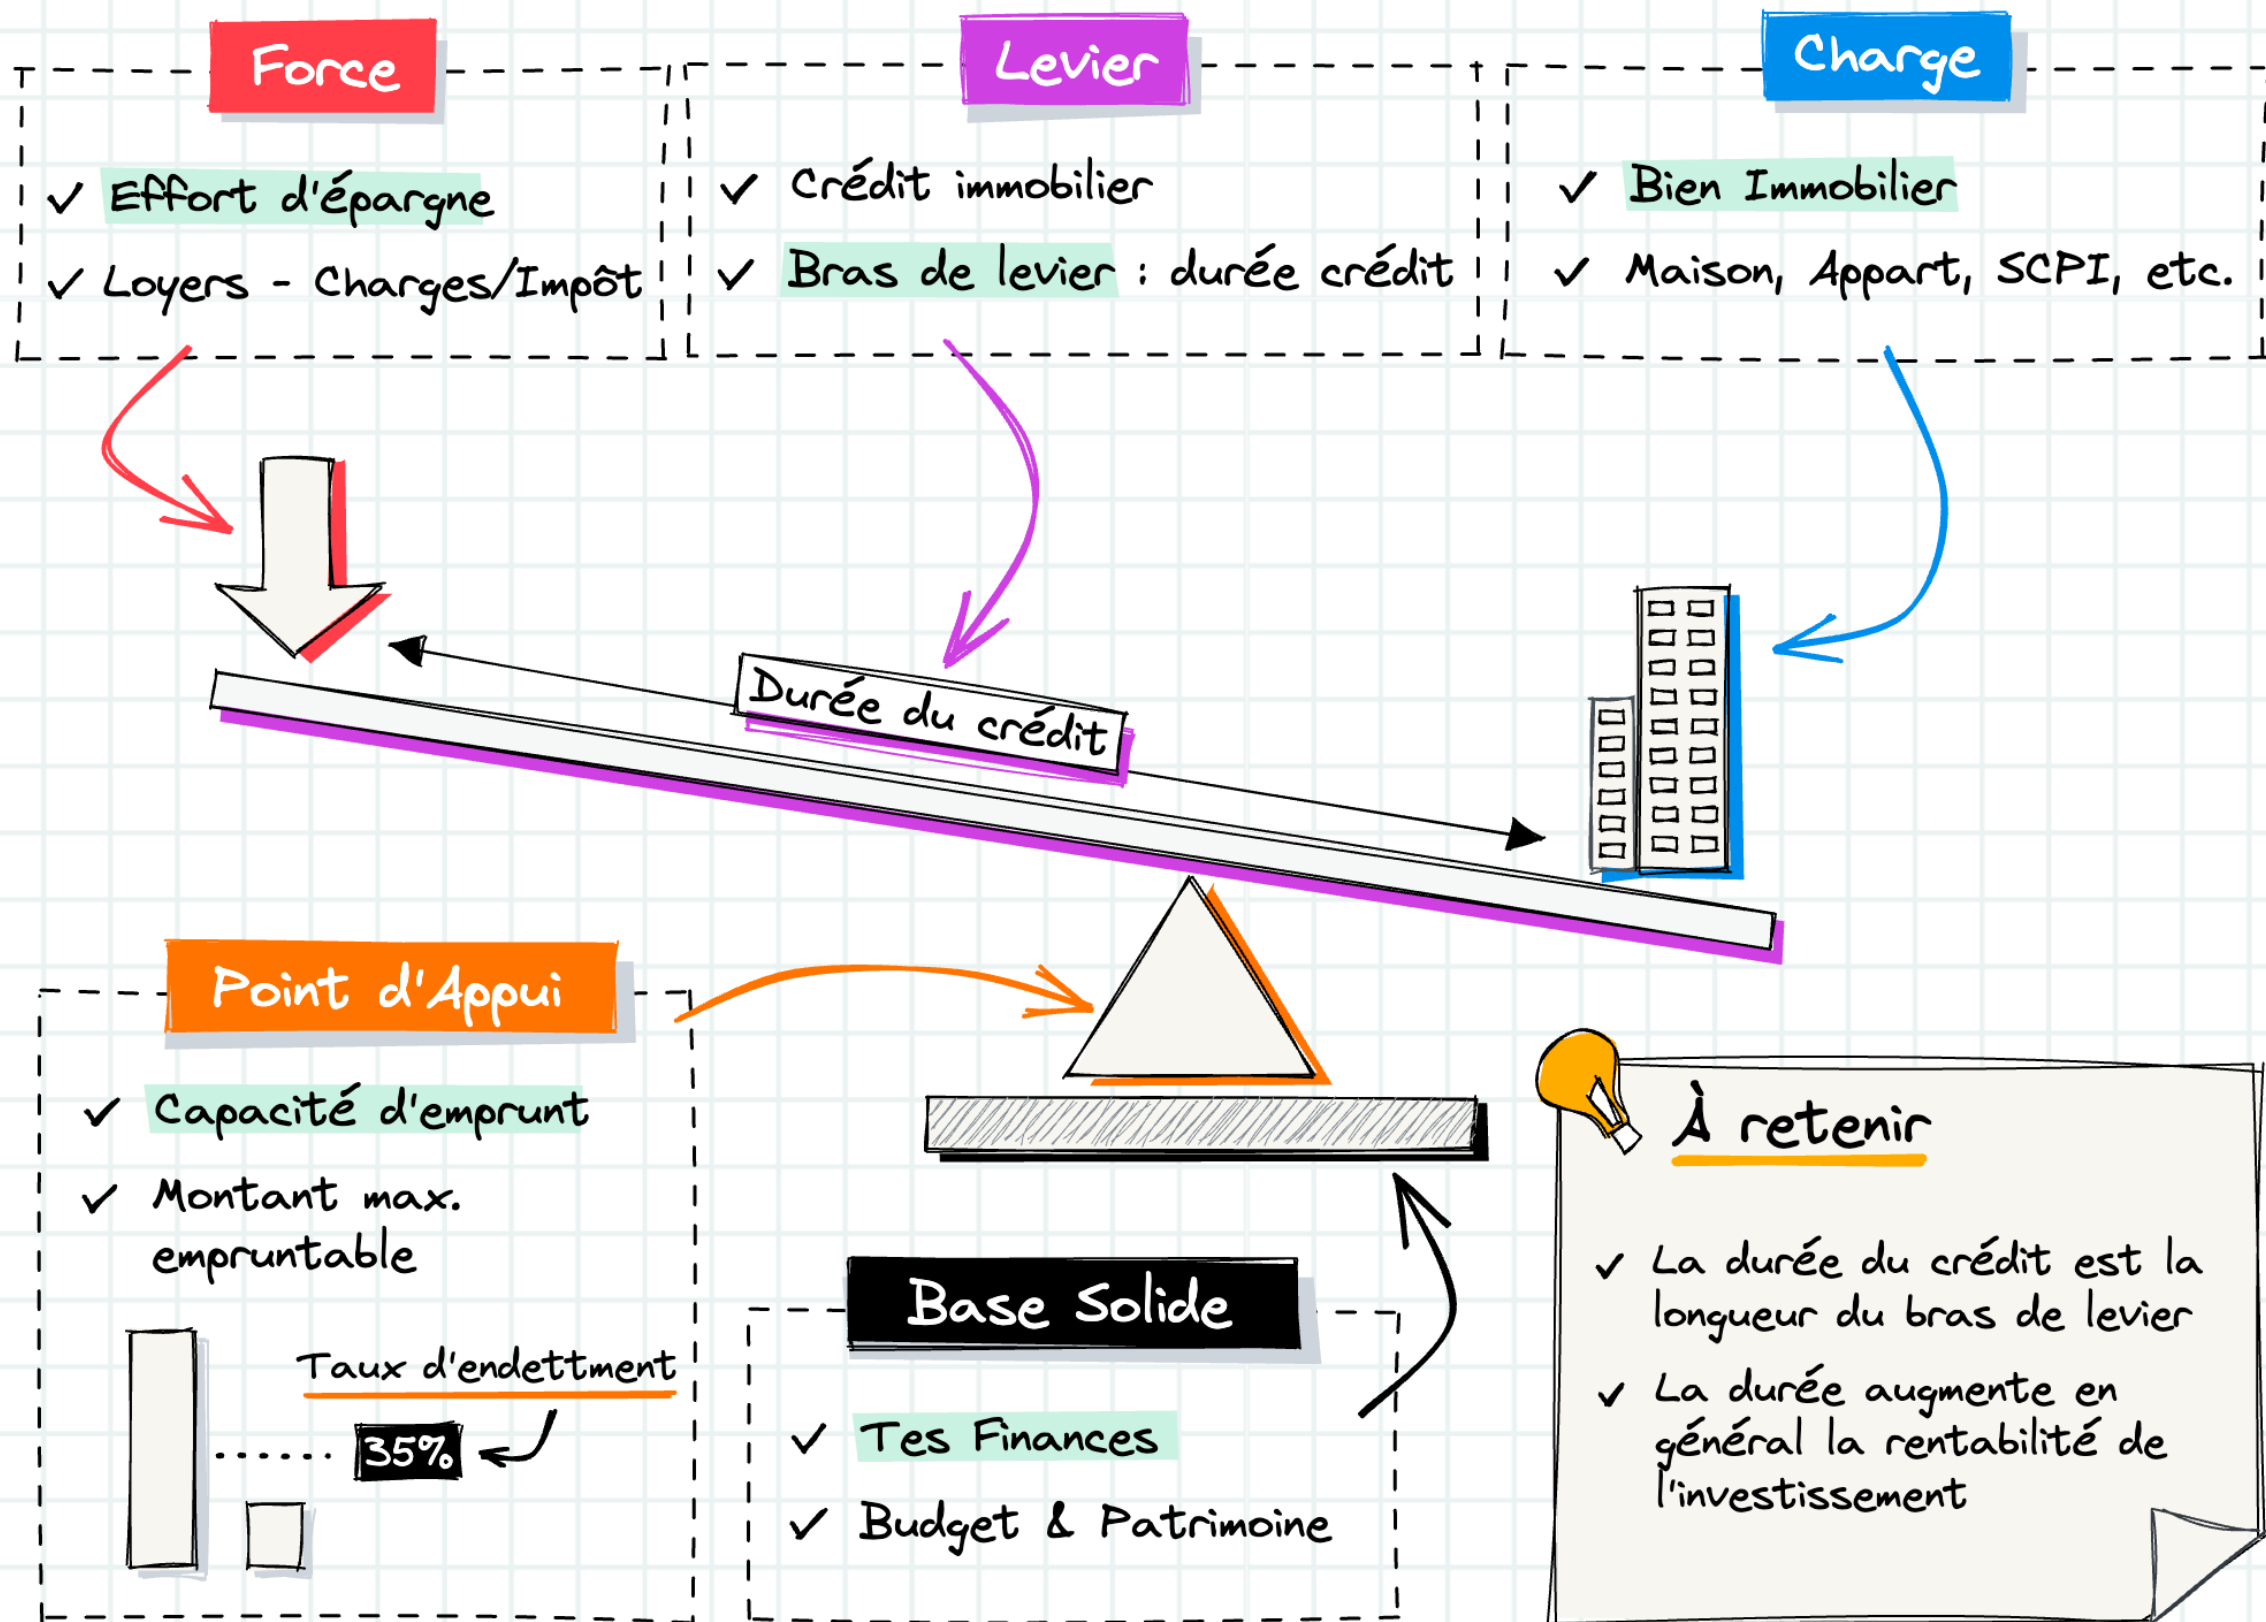 Force
✓ Effort d'épargne
✓ Loyers - Charges/Impôt
Levier
✓ Crédit immobilier
✓ Bras de levier : durée crédit
Charge
✓ Bien Immobilier
✓ Maison, Appart, SCPI, etc.
Durée du crédit
Point d'Appui
✓ Capacité d'emprunt
✓ Montant max.
empruntable
Taux d'endettment
35%
Base Solide
✓ Tes Finances
✓ Budget & Patrimoine
À retenir
✓ La durée du crédit est la
longueur du bras de levier
✓ La durée augmente en
général la rentabilité de
l'investissement